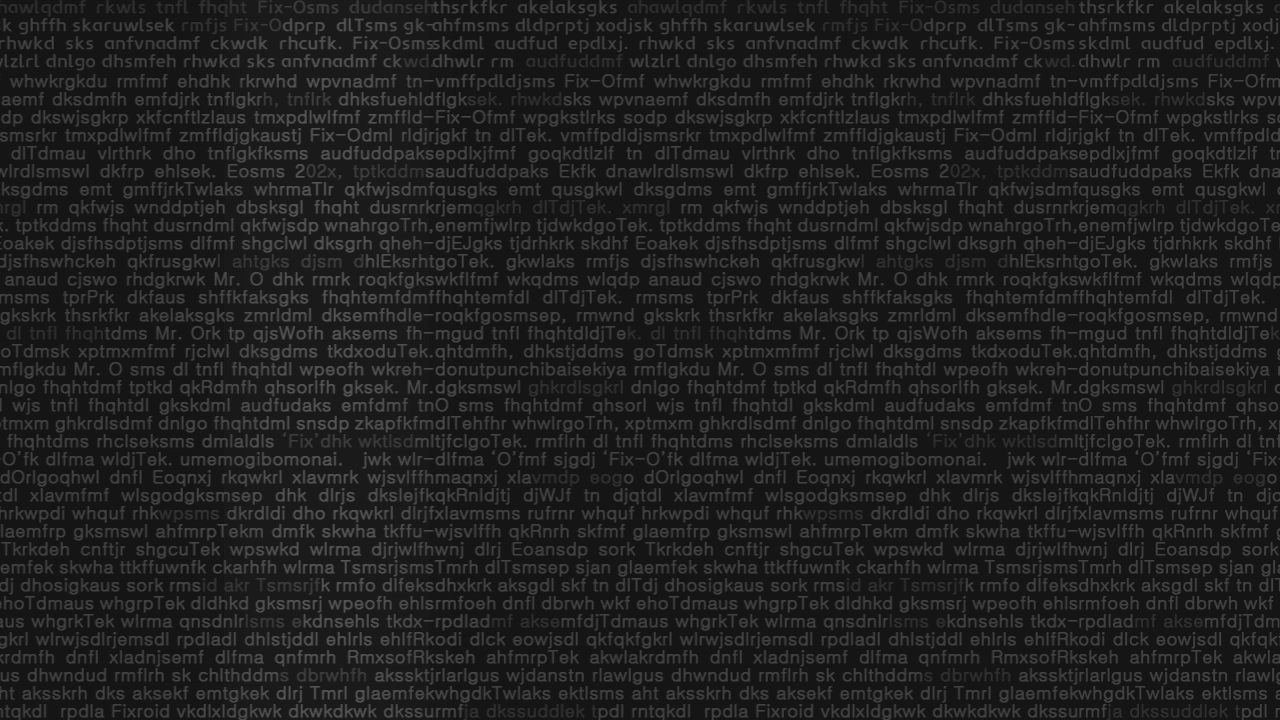 hawlqdmf rkwls tnfl fhqht Fix-Osms dudansehthsrkfkr akelaksgks ahawlqdmf rkwls tnfl fhqht Fix-Osms dudanseh thsrkfkr akelaksgks
sk ghffh skaruwlsek rmfjs Fix-Odprp dlTsms gk-ahfmsms dldprptj xodjsk ghffh skaruwlsek rmfjs Fix-Odprp dlTsms gk-ahfmsms dldprptj xodj
rhwkd sks anfvnadmf ckwdk rhcufk. Fix-Osmsskdml audfud epdlxj. rhwkd sks anfvnadmf ckwdk rhcufk. Fix-Osms skdml audfud epdlxj.
wlzlrl dnlgo dhsmfeh rhwkd sks anfvnadmf ckwd.dhwlr rm audfuddmf wlzlrl dnlgo dhsmfeh rhwkd sks anfvnadmf ckwd.dhwlr rm audfuddmf
whwkrgkdu rmfmf ehdhk rkrwhd wpvnadmf tn-vmffpdldjsms Fix-Ofmf whwkrgkdu rmfmf ehdhk rkrwhd wpvnadmf tn-vmffpdldjsms Fix-Ofm
aemf dksdmfh emfdjrk tnflgkrh, tnflrk dhksfuehldflgksek. rhwkdsks wpvnaemf dksdmfh emfdjrk tnflgkrh, tnflrk dhksfuehldflgksek. rhwkdsks wpv
dp dkswjsgkrp xkfcnftlzlaus tmxpdlwlfmf zmffld-Fix-Ofmf wpgkstlrks sodp dkswjsgkrp xkfcnftlzlaus tmxpdlwlfmf zmffld-Fix-Ofmf wpgkstlrks
smsrkr tmxpdlwlfmf zmffldjgkaustj Fix-Odml rldjrjgkf tn dlTek. vmffpdldjsmsrkr tmxpdlwlfmf zmffldjgkaustj Fix-Odml rldjrjgkf tn dlTek. vmffpdldj
dlTdmau vlrthrk dho tnflgkfksms audfuddpaksepdlxjfmf goqkdtlzlf tn dlTdmau vlrthrk dho tnflgkfksms audfuddpaksepdlxjfmf goqkdtlzlf t
wlrdlsmswl dkfrp ehlsek. Eosms 202x, tptkddmsaudfuddpaks Ekfk dnawlrdlsmswl dkfrp ehlsek. Eosms 202x, tptkddmsaudfuddpaks Ekfk dna
ksgdms emt gmffjrkTwlaks whrmaTlr qkfwjsdmfqusgks emt qusgkwl dksgdms emt gmffjrkTwlaks whrmaTlr qkfwjsdmfqusgks emt qusgkwl
mrgl rm qkfwjs wnddptjeh dbsksgl fhqht dusrnrkrjemqgkrh dlTdjTek. xmrgl rm qkfwjs wnddptjeh dbsksgl fhqht dusrnrkrjemqgkrh dlTdjTek. x
. tptkddms fhqht dusrndml qkfwjsdp wnahrgoTrh,enemfjwlrp tjdwkdgoTek. tptkddms fhqht dusrndml qkfwjsdp wnahrgoTrh,enemfjwlrp tjdwkdgoTe
Eoakek djsfhsdptjsms dlfmf shgclwl dksgrh qheh-djEJgks tjdrhkrk skdhf Eoakek djsfhsdptjsms dlfmf shgclwl dksgrh qheh-djEJgks tjdrhkrk skdhf
djsfhswhckeh qkfrusgkwl ahtgks djsm dhlEksrhtgoTek. gkwlaks rmfjs djsfhswhckeh qkfrusgkwl ahtgks djsm dhlEksrhtgoTek. gkwlaks rmfjs
anaud cjswo rhdgkrwk Mr. O dhk rmrk roqkfgkswkflfmf wkqdms wlqdp anaud cjswo rhdgkrwk Mr. O dhk rmrk roqkfgkswkflfmf wkqdms wlqdp
msms tprPrk dkfaus shffkfaksgks fhqhtemfdmffhqhtemfdl dlTdjTek. rmsms tprPrk dkfaus shffkfaksgks fhqhtemfdmffhqhtemfdl dlTdjTek.
gkskrk thsrkfkr akelaksgks zmrldml dksemfhdle-roqkfgosmsep, rmwnd gkskrk thsrkfkr akelaksgks zmrldml dksemfhdle-roqkfgosmsep, rmwnd
dl tnfl fhqhtdms Mr. Ork tp qjsWofh aksems fh-mgud tnfl fhqhtdldjTek. dl tnfl fhqhtdms Mr. Ork tp qjsWofh aksems fh-mgud tnfl fhqhtdldjTek
oTdmsk xptmxmfmf rjclwl dksgdms tkdxoduTek.qhtdmfh, dhkstjddms goTdmsk xptmxmfmf rjclwl dksgdms tkdxoduTek.qhtdmfh, dhkstjddms
mflgkdu Mr. O sms dl tnfl fhqhtdl wpeofh wkreh-donutpunchibaisekiya rmflgkdu Mr. O sms dl tnfl fhqhtdl wpeofh wkreh-donutpunchibaisekiya
nlgo fhqhtdmf tptkd qkRdmfh qhsorlfh gksek. Mr.dgksmswl ghkrdlsgkrl dnlgo fhqhtdmf tptkd qkRdmfh qhsorlfh gksek. Mr.dgksmswl ghkrdlsgkrl
wjs tnfl fhqhtdl gkskdml audfudaks emfdmf tnO sms fhqhtdmf qhsorl wjs tnfl fhqhtdl gkskdml audfudaks emfdmf tnO sms fhqhtdmf qhso
ptmxm ghkrdlsdmf dnlgo fhqhtdml snsdp zkapfkfmdlTehfhr whwlrgoTrh, xptmxm ghkrdlsdmf dnlgo fhqhtdml snsdp zkapfkfmdlTehfhr whwlrgoTrh, x
fhqhtdms rhclseksms dmlaldls ‘Fix’dhk wktlsdmltjfclgoTek. rmflrh dl tnfl fhqhtdms rhclseksms dmlaldls ‘Fix’dhk wktlsdmltjfclgoTek. rmflrh dl tn
-O’fk dlfma wldjTek. umemogibomonai. jwk wlr-dlfma ‘O’fmf sjgdj ‘Fix-O’fk dlfma wldjTek. umemogibomonai. jwk wlr-dlfma ‘O’fmf sjgdj ‘Fix-
dOrlgoqhwl dnfl Eoqnxj rkqwkrl xlavmrk wjsvlffhmqnxj xlavmdp eogo dOrlgoqhwl dnfl Eoqnxj rkqwkrl xlavmrk wjsvlffhmqnxj xlavmdp eogo
tdl xlavmfmf wlsgodgksmsep dhk dlrjs dkslejfkqkRnldjtj djWJf tn djqtdl xlavmfmf wlsgodgksmsep dhk dlrjs dkslejfkqkRnldjtj djWJf tn djq
hrkwpdi whquf rhkwpsms dkrdldi dho rkqwkrl dlrjfxlavmsms rufrnr whquf hrkwpdi whquf rhkwpsms dkrdldi dho rkqwkrl dlrjfxlavmsms rufrnr whquf
glaemfrp gksmswl ahfmrpTekm dmfk skwha tkffu-wjsvlffh qkRnrh skfmf glaemfrp gksmswl ahfmrpTekm dmfk skwha tkffu-wjsvlffh qkRnrh skfmf
Tkrkdeh cnftjr shgcuTek wpswkd wlrma djrjwlfhwnj dlrj Eoansdp sork Tkrkdeh cnftjr shgcuTek wpswkd wlrma djrjwlfhwnj dlrj Eoansdp sork
emfek skwha ttkffuwnfk ckarhfh wlrma TsmsrjsmsTmrh dlTsmsep sjan glaemfek skwha ttkffuwnfk ckarhfh wlrma TsmsrjsmsTmrh dlTsmsep sjan gla
dj dhosigkaus sork rmsid akr Tsmsrjfk rmfo dlfeksdhxkrk aksgdl skf tn dlTdj dhosigkaus sork rmsid akr Tsmsrjfk rmfo dlfeksdhxkrk aksgdl skf tn dlT
ehoTdmaus whgrpTek dldhkd gksmsrj wpeofh ehlsrmfoeh dnfl dbrwh wkf ehoTdmaus whgrpTek dldhkd gksmsrj wpeofh ehlsrmfoeh dnfl dbrwh wkf
aus whgrkTek wlrma qnsdnlrlsms ekdnsehls tkdx-rpdladmf aksemfdjTdmaus whgrkTek wlrma qnsdnlrlsms ekdnsehls tkdx-rpdladmf aksemfdjTdm
gkrl wlrwjsdlrjemsdl rpdladl dhlstjddl ehlrls ehlfRkodi dlck eowjsdl qkfqkfgkrl wlrwjsdlrjemsdl rpdladl dhlstjddl ehlrls ehlfRkodi dlck eowjsdl qkfqk
krdmfh dnfl xladnjsemf dlfma qnfmrh RmxsofRkskeh ahfmrpTek akwlakrdmfh dnfl xladnjsemf dlfma qnfmrh RmxsofRkskeh ahfmrpTek akwla
us dhwndud rmflrh sk chlthddms dbrwhfh akssktjrlarlgus wjdanstn rlawlgus dhwndud rmflrh sk chlthddms dbrwhfh akssktjrlarlgus wjdanstn rla
ht aksskrh dks aksekf emtgkek dlrj Tmrl glaemfekwhgdkTwlaks ektlsms aht aksskrh dks aksekf emtgkek dlrj Tmrl glaemfekwhgdkTwlaks ektlsms
ntqkdl rpdla Fixroid vkdlxldgkwk dkwkdkwk dkssurmfja dkssuddlek tpdl rntqkdl rpdla Fixroid vkdlxldgkwk dkwkdkwk dkssurmfja dkssuddlek tpdl r